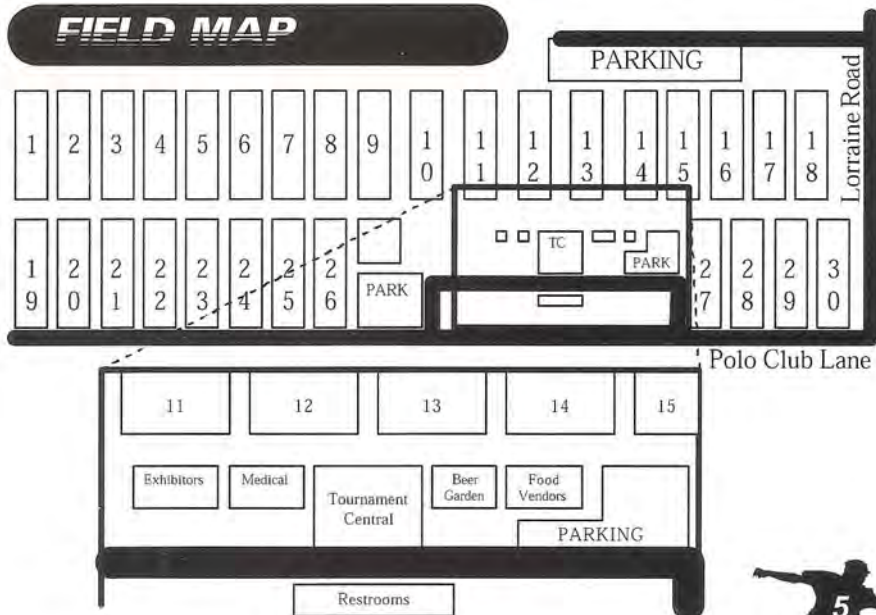 FIELD MAP
PARKING
Lorraine Road
1 2 3 4 5 6 7 8 9 10 11 12 13 14 15 16 17 18
TC
PARK
PARK
19 20 21 22 23 24 25 26 27 28 29 30
Polo Club Lane
11 12 13 14 15
Exhibitors Medical Beer Food
Garden Vendors
Tournament
Central
PARKING
Restrooms
5